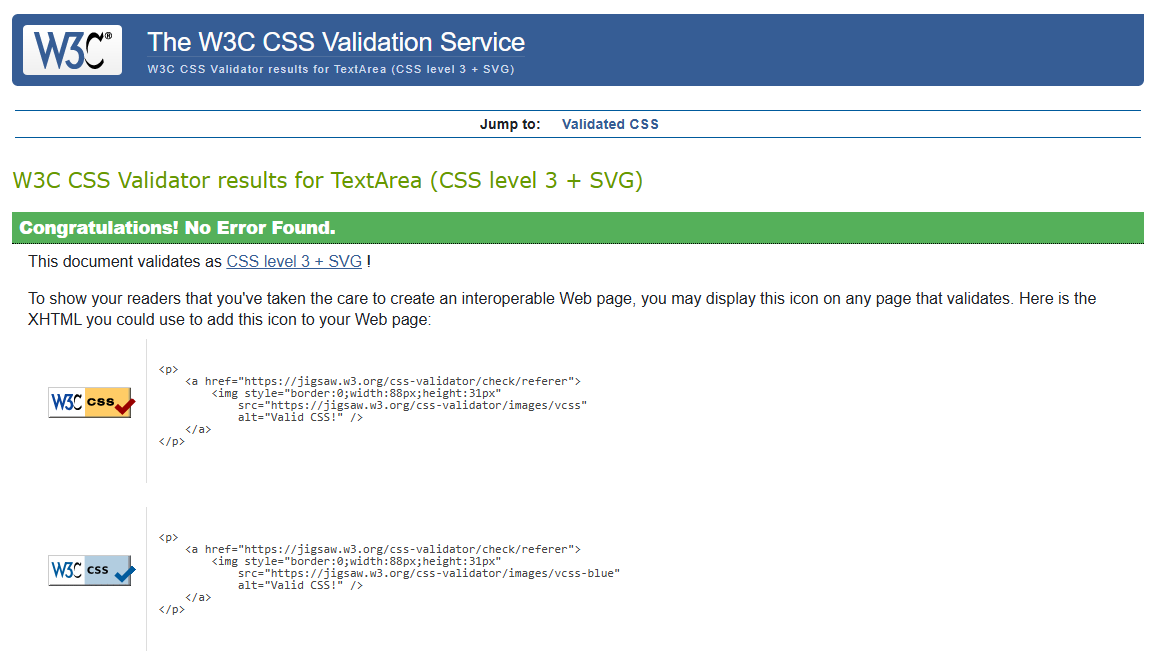 W3C®
The W3C CSS Validation Service
W3C CSS Validator results for TextArea (CSS level 3 + SVG)
Jump to: Validated CSS
W3C CSS Validator results for TextArea (CSS level 3 + SVG)
Congratulations! No Error Found.
This document validates as CSS level 3 + SVG !
To show your readers that you've taken the care to create an interoperable Web page, you may display this icon on any page that validates. Here is the
XHTML you could use to add this icon to your Web page:
W3C css
<p>
    <a href="https://jigsaw.w3.org/css-validator/check/referer">
        <img style="border:0;width:88px;height:31px"
            src="https://jigsaw.w3.org/css-validator/images/vcss"
            alt="Valid CSS!" />
    </a>
</p>
W3C css
<p>
    <a href="https://jigsaw.w3.org/css-validator/check/referer">
        <img style="border:0;width:88px;height:31px"
            src="https://jigsaw.w3.org/css-validator/images/vcss-blue"
            alt="Valid CSS!" />
    </a>
</p>